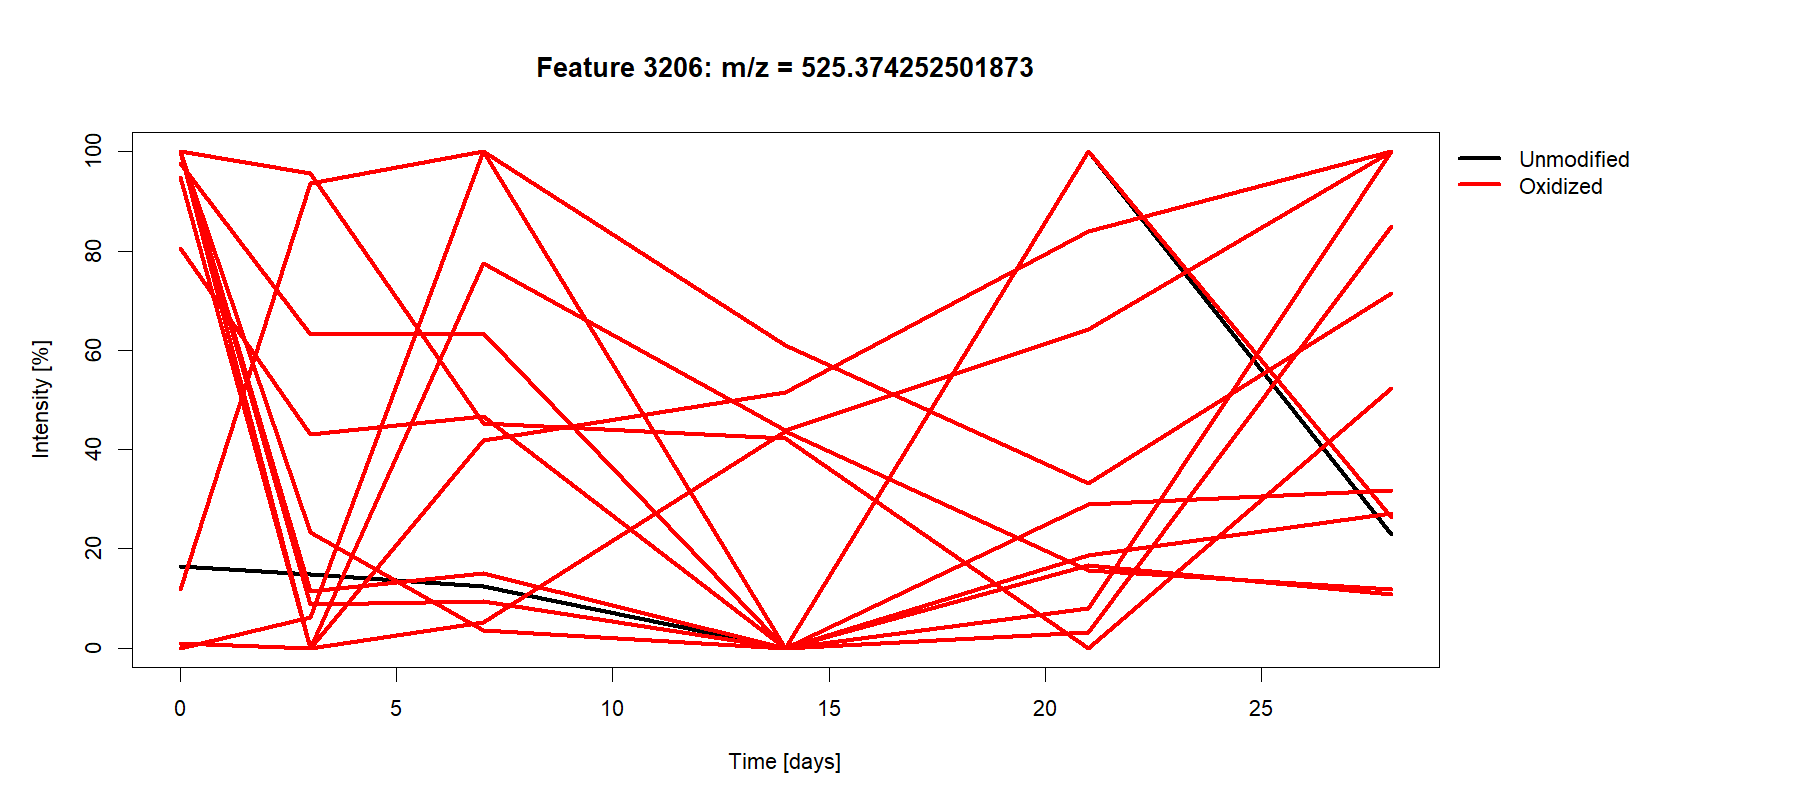 Feature 3206: m/z = 525.374252501873
Unmodified
Oxidized
Intensity [%]
100
80
60
40
20
0
0 5 10 15 20 25
Time [days]